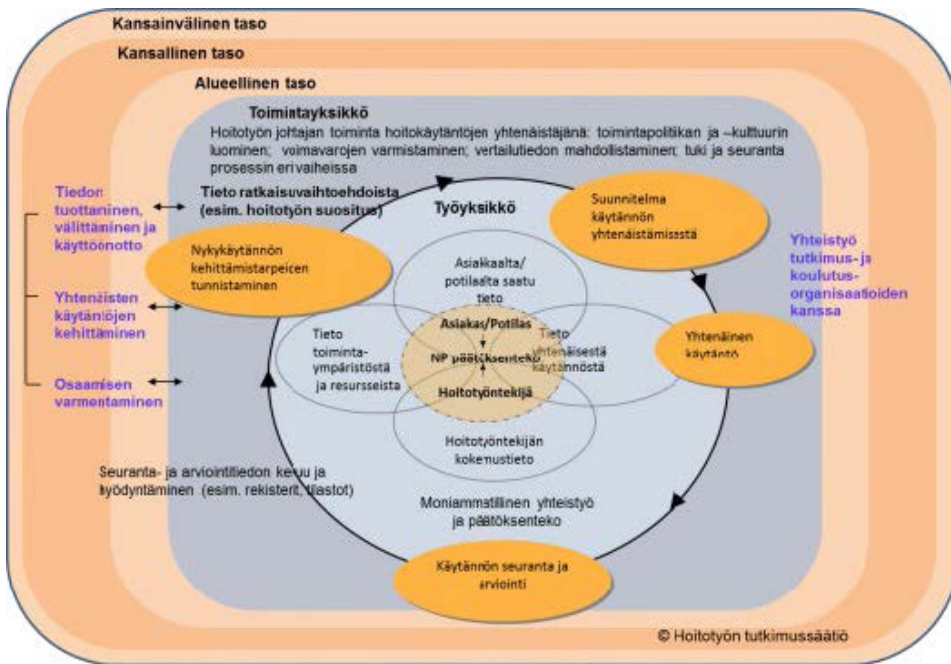 Kansainvälinen taso
Kansallinen taso
Alueellinen taso
Toimintayksikkö
Hoitotyön johtajan toiminta hoitokäytäntöjen yhtenäistäjänä: toimintapolitikan ja –kulttuurin
luominen; voimavarojen varmistaminen; vertailutiedon mahdollistaminen; tuki ja seuranta
prosessin eri vaiheissa
Tiedon
tuottaminen,
välittäminen ja
käyttöönotto
Yhtenäisten
käytäntöjen
kehittäminen
Osaamisen
varmentaminen
Tieto ratkaisuvaihtoehdoista
(esim. hoitotyön suositus)
Nykykäytännön
kehittämistarpeiden
tunnistaminen
Työyksikkö
Suunnitelma
käytännön
yhtenäistämisestä
Yhteistyö
tutkimus- ja
koulutus-
organisaatioiden
kanssa
Asiakkaalta/
potilaalta saatu
tieto
Tieto
toiminta-
ympäristöstä
ja resursseista
Asiakas/Potilas
NP päätöksenteko
Hoitotyöntekijä
Tieto
yhtenäisestä
käytännöstä
Yhtenäinen
käytäntö
Hoitotyöntekijän
kokemustieto
Seuranta- ja arviointitiedon keruu ja
hyödyntäminen (esim. rekisterit, tilastot)
Moniammatillinen yhteistyö
ja päätöksenteko
Käytännön seuranta ja
arviointi
© Hoitotyön tutkimussäätiö